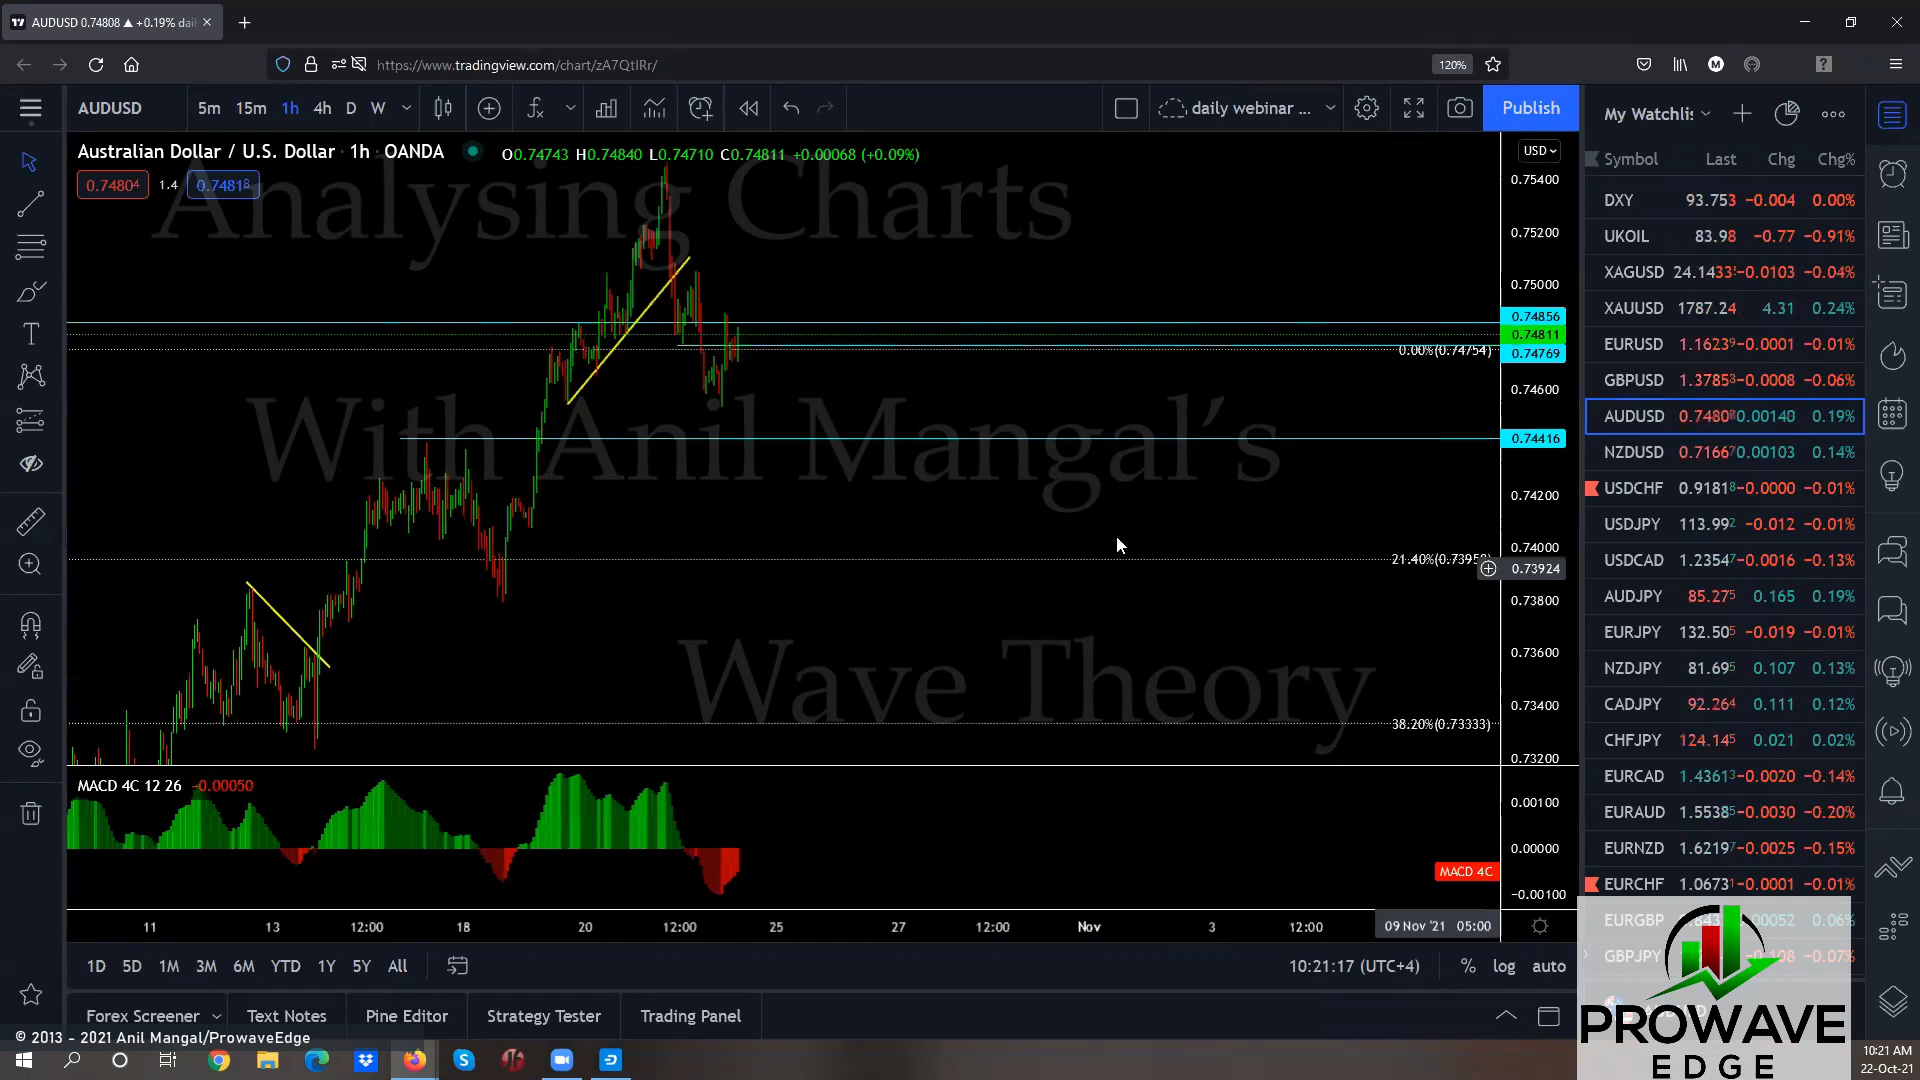 AUDUSD 0.74808 ▲ +0.19% dail
https://www.tradingview.com/chart/zA7QtIRr/
120%
AUDUSD 5m 15m 1h 4h D W
daily webinar ...
Publish
My Watchlis
Australian Dollar / U.S. Dollar · 1h · OANDA
O0.74743 H0.74840 L0.74710 C0.74811 +0.00068 (+0.09%)
0.74804 1.4 0.74818
USD
Analysing Charts
With Anil Mangal's
Wave Theory
0.75400
0.75200
0.75000
0.74856
0.74811
0.00%(0.74754)
0.74769
0.74600
0.74416
0.74200
0.74000
21.40%(0.7395
0.73924
0.73800
0.73600
0.73400
38.20%(0.73333)
0.73200
MACD 4C 12 26 −0.00050
0.00100
0.00000
MACD 4C
−0.00100
11 13 12:00 18 20 12:00 25 27 12:00 Nov 3 12:00 09 Nov '21 05:00
1D 5D 1M 3M 6M YTD 1Y 5Y All
10:21:17 (UTC+4) % log auto
Forex Screener Text Notes Pine Editor Strategy Tester Trading Panel
© 2013 - 2021 Anil Mangal/ProwaveEdge
Symbol Last Chg Chg%
DXY 93.753 −0.004 0.00%
UKOIL 83.98 −0.77 −0.91%
XAGUSD 24.1433 −0.0103 −0.04%
XAUUSD 1787.24 4.31 0.24%
EURUSD 1.16239 −0.0001 −0.01%
GBPUSD 1.37853 −0.0008 −0.06%
AUDUSD 0.74808 0.00148 0.19%
NZDUSD 0.71667 0.00103 0.14%
USDCHF 0.91818 −0.0000 −0.01%
USDJPY 113.992 −0.012 −0.01%
USDCAD 1.23547 −0.0016 −0.13%
AUDJPY 85.275 0.165 0.19%
EURJPY 132.505 −0.019 −0.01%
NZDJPY 81.695 0.107 0.13%
CADJPY 92.264 0.111 0.12%
CHFJPY 124.145 0.021 0.02%
EURCAD 1.43613 −0.0020 −0.14%
EURAUD 1.55385 −0.0030 −0.20%
EURNZD 1.62197 −0.0025 −0.15%
EURCHF 1.06731 −0.0001 −0.01%
EURGBP 0.06%
GBPJPY −0.07%
PROWAVE
EDGE
10:21 AM
22-Oct-21